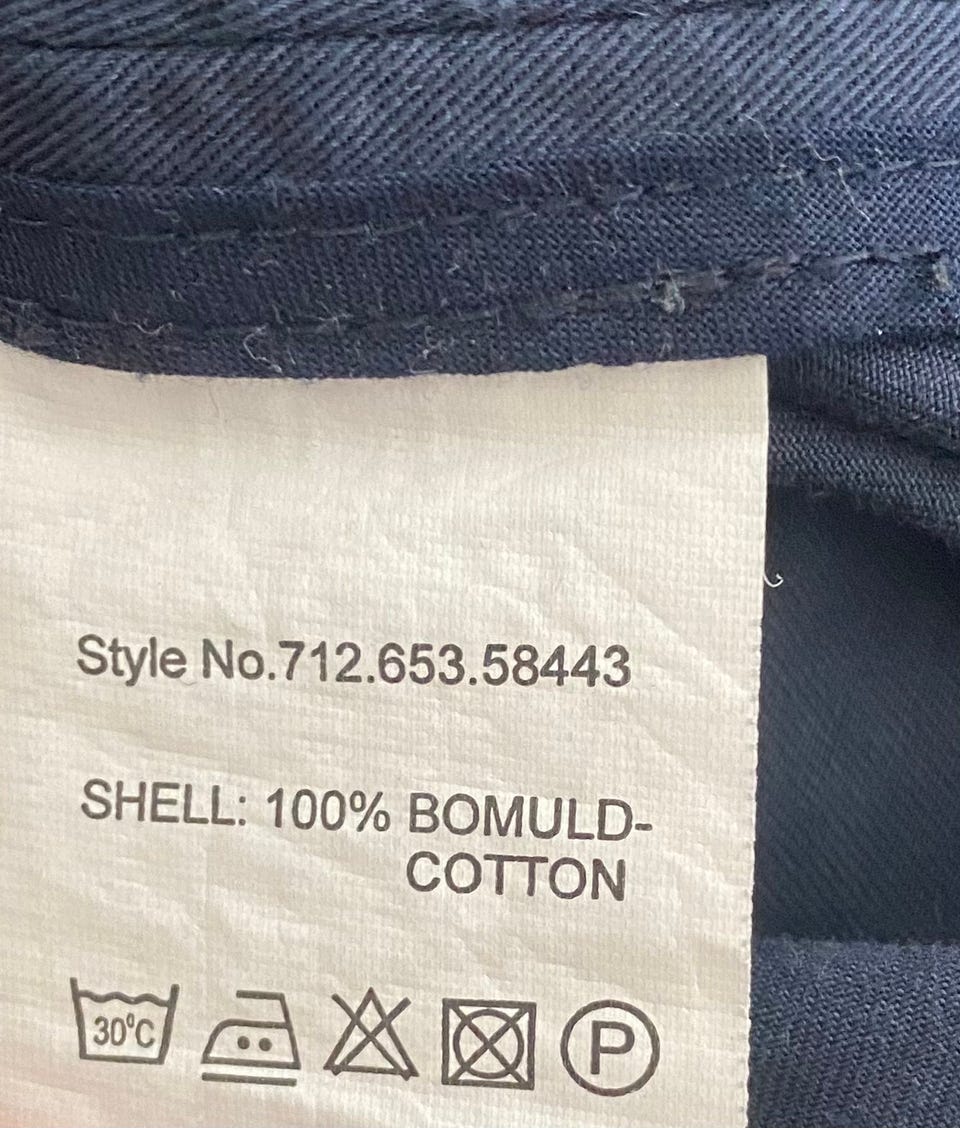 Style No.712.653.58443
SHELL: 100% BOMULD-
COTTON
30°C
P